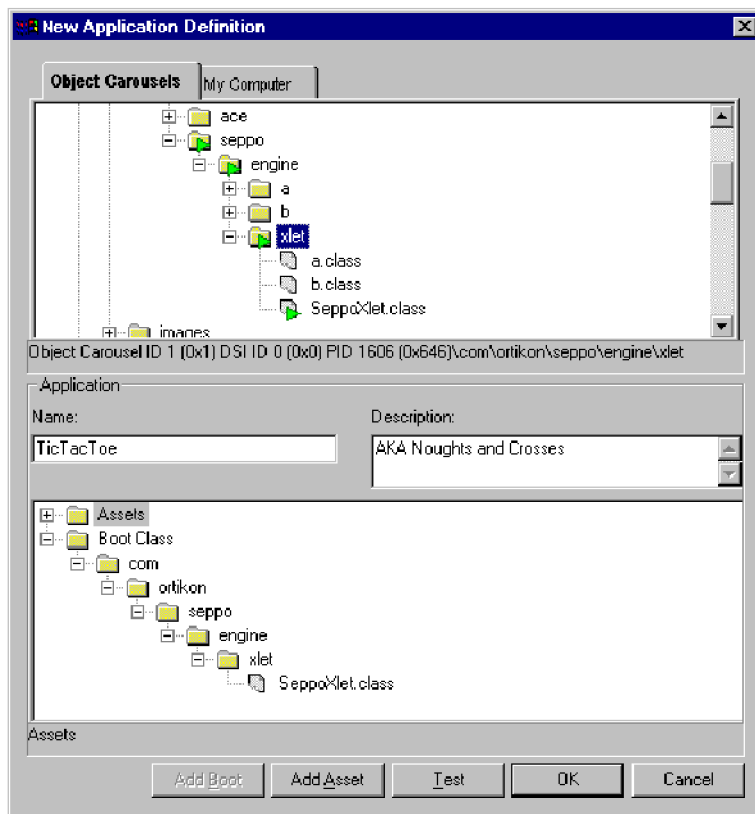 New Application Definition
Object Carousels
My Computer
ace
seppo
engine
a
b
xlet
a.class
b.class
SeppoXlet.class
images
Object Carousel ID 1 (0x1) DSI ID 0 (0x0) PID 1606 (0x646)\com\ortikon\seppo\engine\xlet
Application
Name:
Description:
TicTacToe
AKA Noughts and Crosses
Assets
Boot Class
com
ortikon
seppo
engine
xlet
SeppoXlet.class
Assets
Add Boot
Add Asset
Test
OK
Cancel